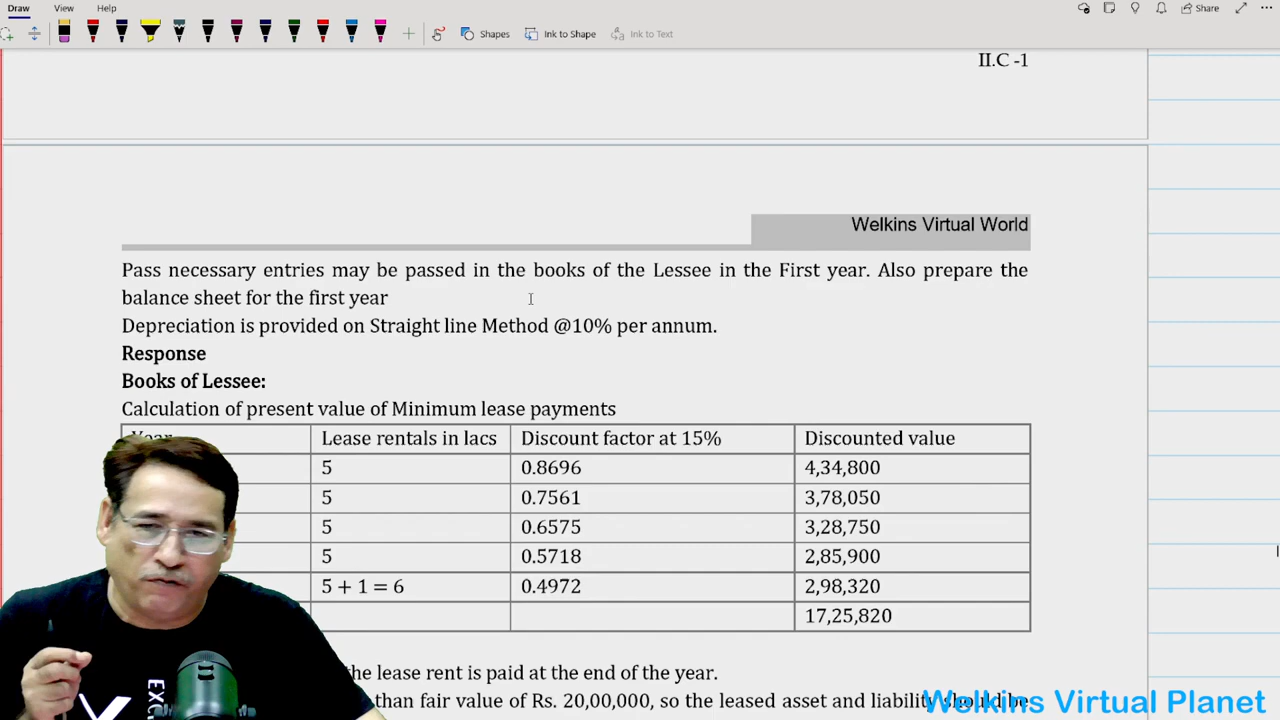 Draw View Help
Share
Shapes Ink to Shape Ink to Text
II.C -1
Welkins Virtual World
Pass necessary entries may be passed in the books of the Lessee in the First year. Also prepare the
balance sheet for the first year
Depreciation is provided on Straight line Method @10% per annum.
Response
Books of Lessee:
Calculation of present value of Minimum lease payments
Year Lease rentals in lacs Discount factor at 15% Discounted value
5 0.8696 4,34,800
5 0.7561 3,78,050
5 0.6575 3,28,750
5 0.5718 2,85,900
5 + 1 = 6 0.4972 2,98,320
17,25,820
the lease rent is paid at the end of the year.
than fair value of Rs. 20,00,000, so the leased asset and liability should be
Welkins Virtual Planet